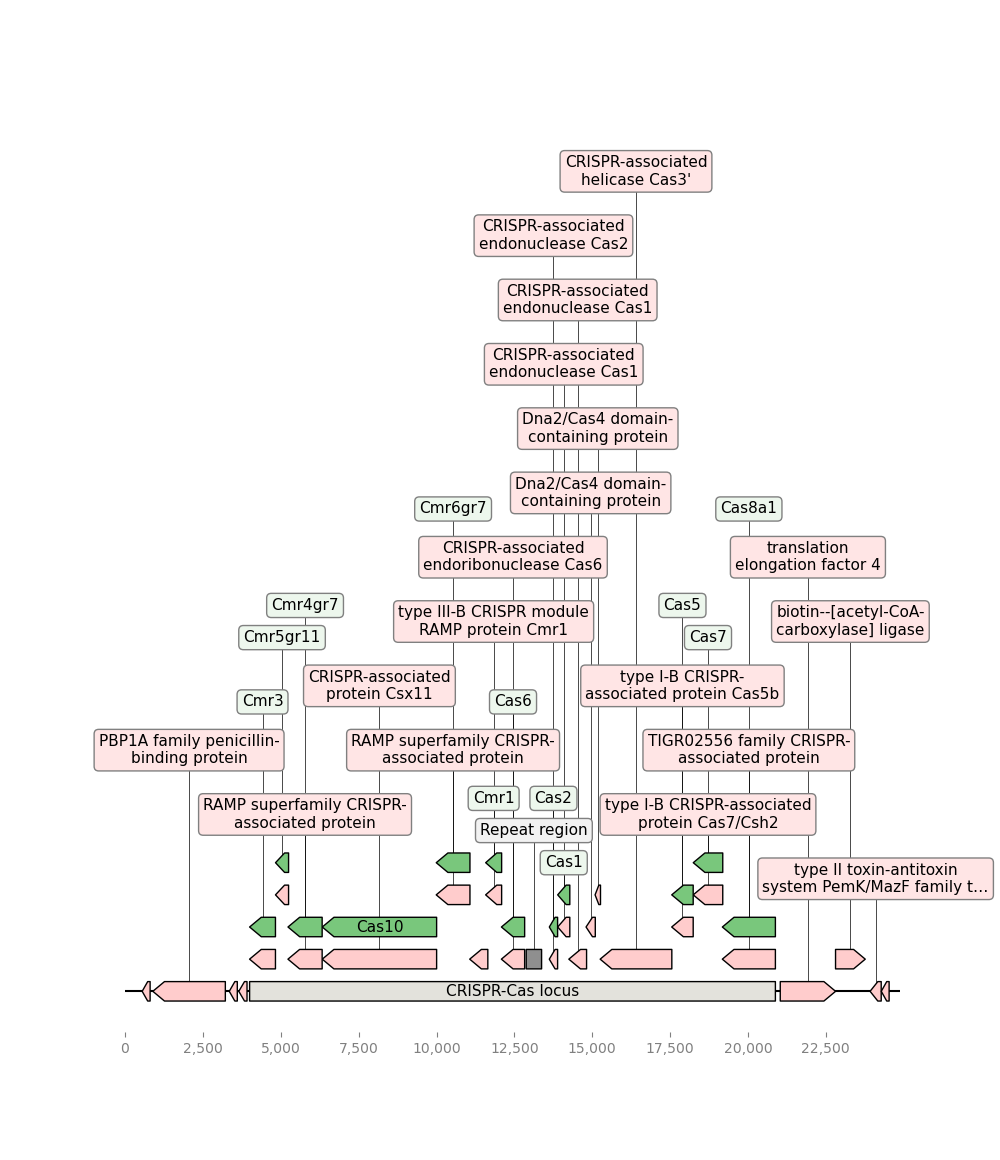 CRISPR-associated
helicase Cas3'
CRISPR-associated
endonuclease Cas2
CRISPR-associated
endonuclease Cas1
CRISPR-associated
endonuclease Cas1
Dna2/Cas4 domain-
containing protein
Dna2/Cas4 domain-
containing protein
Cmr6gr7
Cas8a1
CRISPR-associated
endoribonuclease Cas6
translation
elongation factor 4
Cmr4gr7
Cas5
type III-B CRISPR module
RAMP protein Cmr1
biotin--[acetyl-CoA-
carboxylase] ligase
Cmr5gr11
Cas7
CRISPR-associated
protein Csx11
type I-B CRISPR-
associated protein Cas5b
Cmr3
Cas6
PBP1A family penicillin-
binding protein
RAMP superfamily CRISPR-
associated protein
TIGR02556 family CRISPR-
associated protein
Cmr1
Cas2
RAMP superfamily CRISPR-
associated protein
type I-B CRISPR-associated
protein Cas7/Csh2
Repeat region
Cas1
type II toxin-antitoxin
system PemK/MazF family t…
Cas10
CRISPR-Cas locus
0 2,500 5,000 7,500 10,000 12,500 15,000 17,500 20,000 22,500